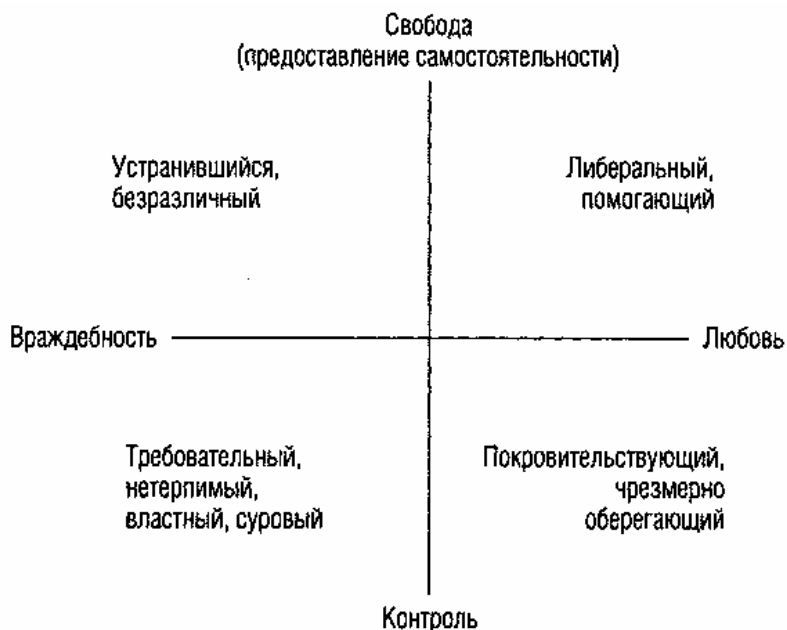 Свобода
(предоставление самостоятельности)
Устранившийся,
безразличный
Либеральный,
помогающий
Враждебность
Любовь
Требовательный,
нетерпимый,
властный, суровый
Покровительствующий,
чрезмерно
оберегающий
Контроль